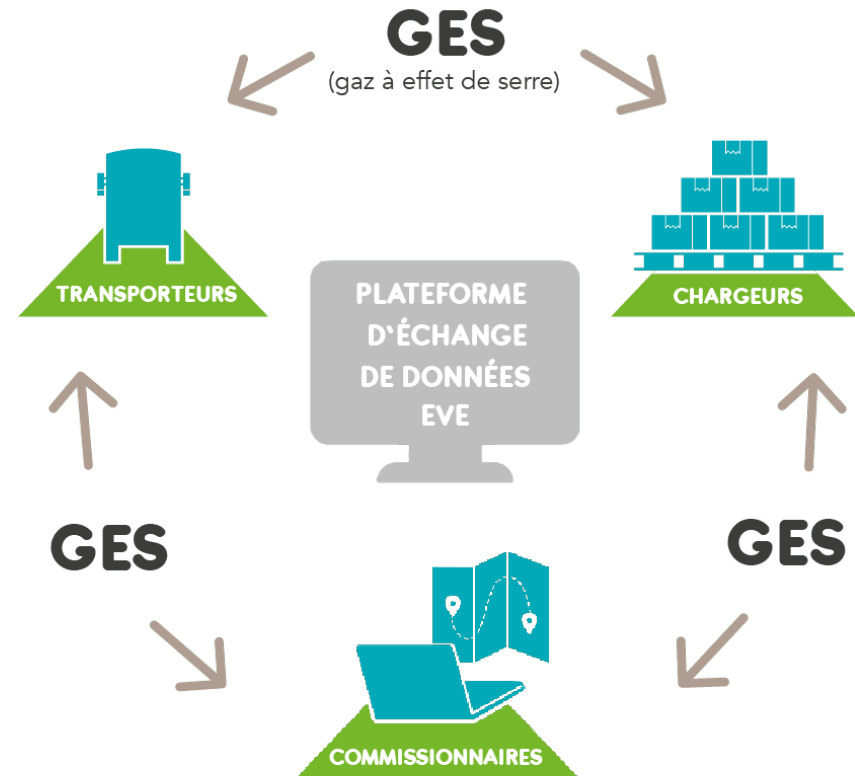 GES
(gaz à effet de serre)
TRANSPORTEURS
CHARGEURS
PLATEFORME
D'ÉCHANGE
DE DONNÉES
EVE
GES
GES
COMMISSIONNAIRES